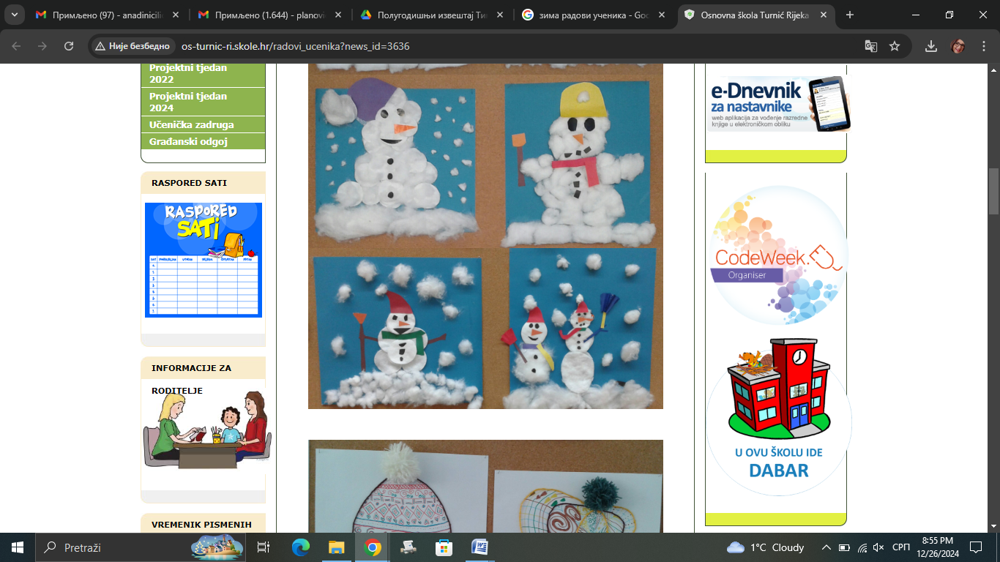 Примљено (97) - anadinicilic
Примљено (1.644) - planovi
Полугодишњи извештај Тим
зима радови ученика - Goo
Osnovna škola Turnić Rijeka
Није безбедно
os-turnic-ri.skole.hr/radovi_ucenika?news_id=3636
Projektni tjedan
2022
Projektni tjedan
2024
Učenička zadruga
Građanski odgoj
RASPORED SATI
RASPORED
SATI
INFORMACIJE ZA
RODITELJE
VREMENIK PISMENIH
e-Dnevnik
za nastavnike
web aplikacija za vođenje razredne
knjige u elektroničkom obliku
CodeWeek.EU
Organiser
U OVU ŠKOLU IDE
DABAR
Pretraži
1°C Cloudy
СРП
8:55 PM
12/26/2024